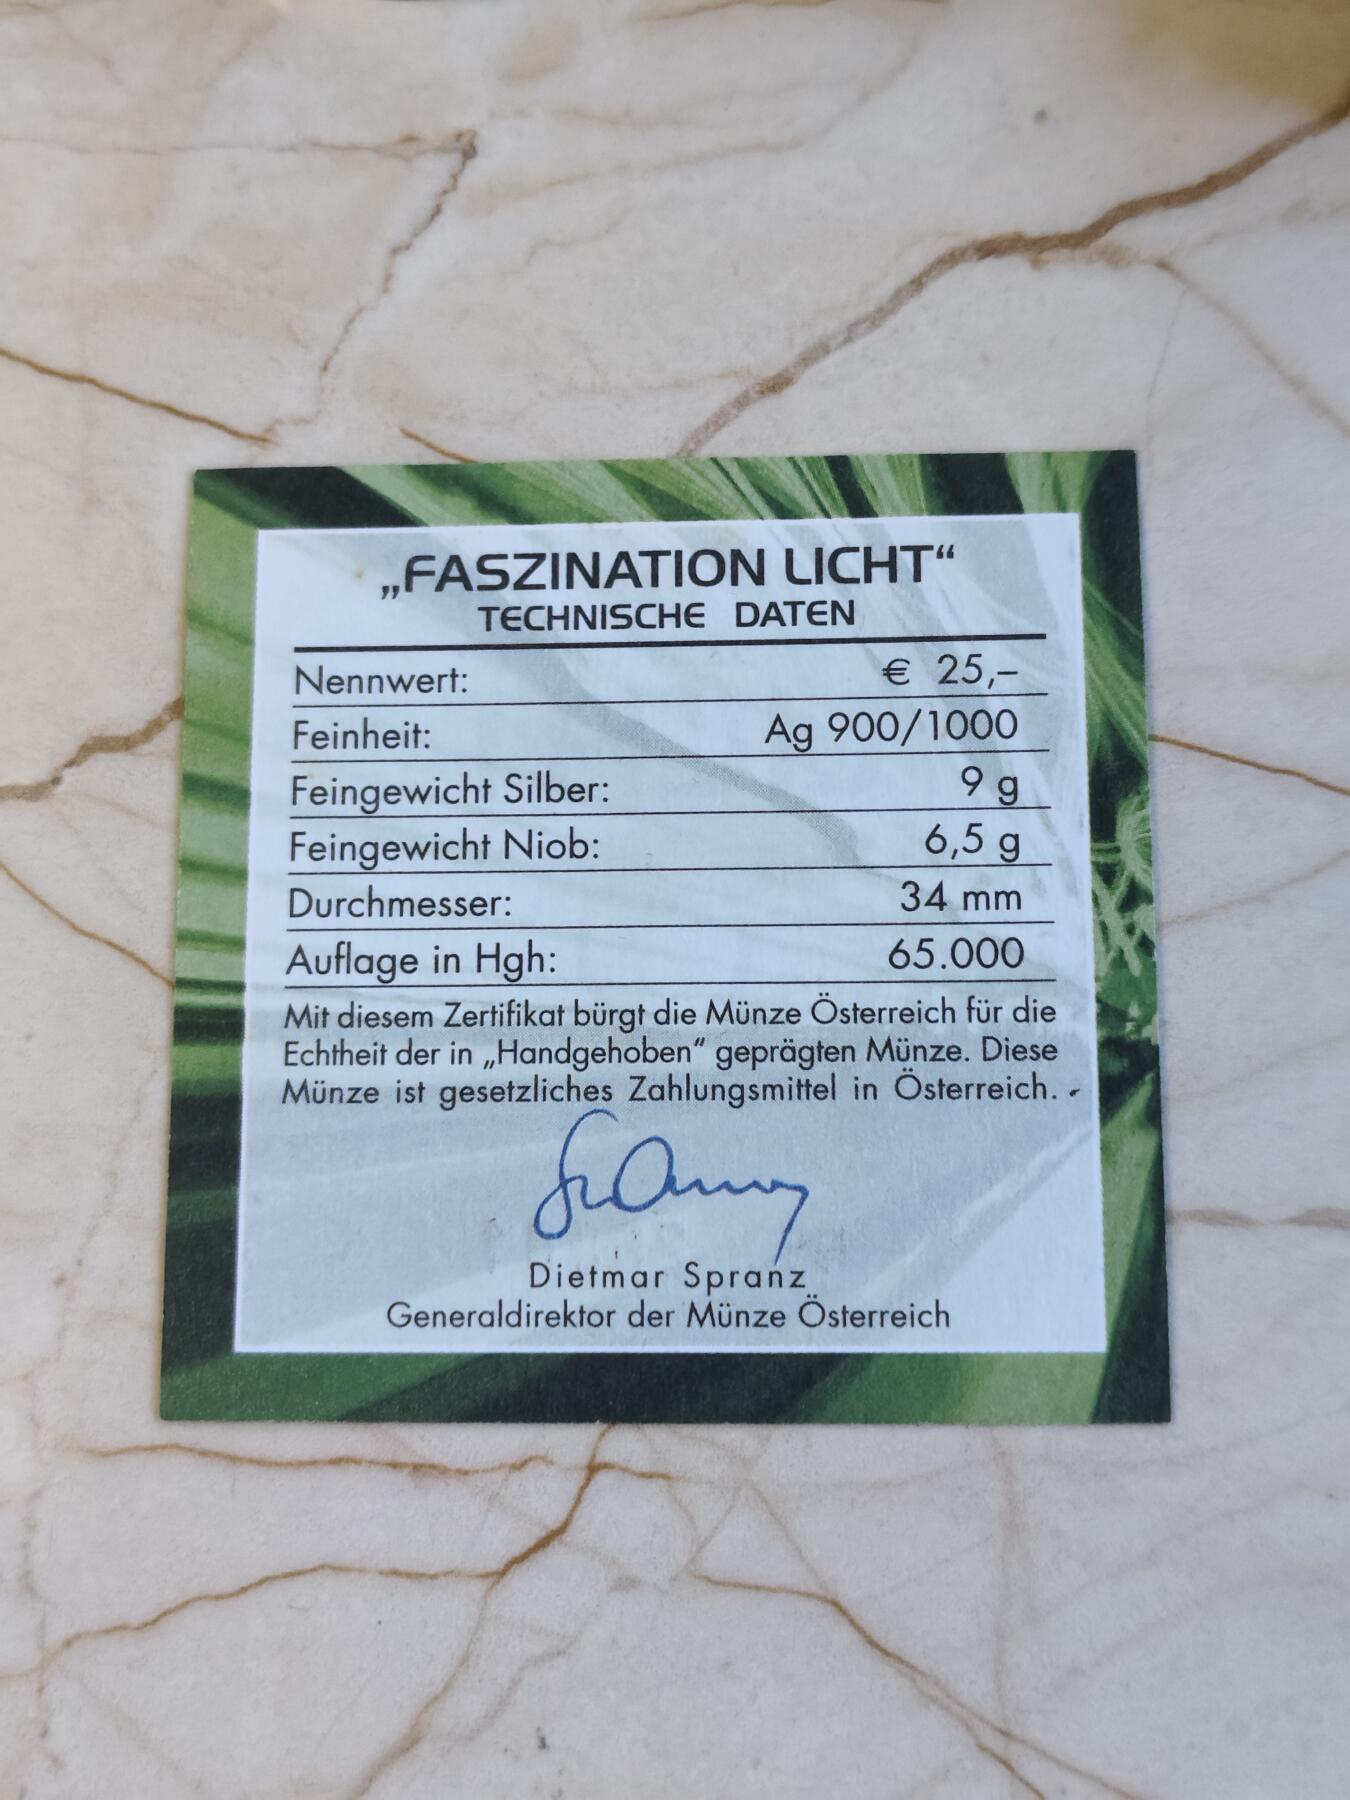 „FASZINATION LICHT“
TECHNISCHE DATEN
Nennwert: € 25,–
Feinheit: Ag 900/1000
Feingewicht Silber: 9 g
Feingewicht Niob: 6,5 g
Durchmesser: 34 mm
Auflage in Hgh: 65.000
Mit diesem Zertifikat bürgt die Münze Österreich für die
Echtheit der in „Handgehoben“ geprägten Münze. Diese
Münze ist gesetzliches Zahlungsmittel in Österreich.
Dietmar Spranz
Generaldirektor der Münze Österreich